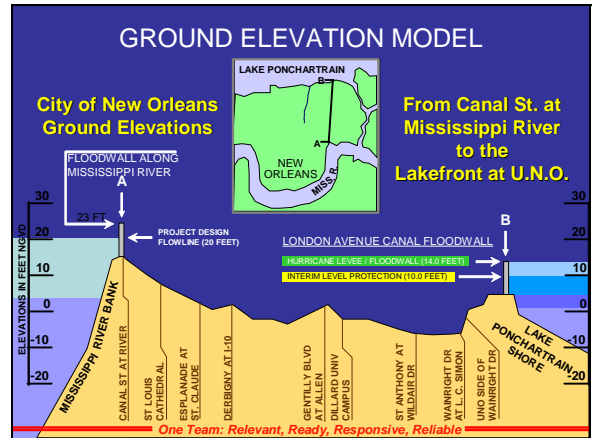 GROUND ELEVATION MODEL
City of New Orleans
Ground Elevations
LAKE PONCHARTRAIN
B
A
NEW
ORLEANS
MISS. R.
From Canal St. at
Mississippi River
to the
Lakefront at U.N.O.
FLOODWALL ALONG
MISSISSIPPI RIVER
A
23 FT
PROJECT DESIGN
FLOWLINE (20 FEET)
B
LONDON AVENUE CANAL FLOODWALL
HURRICANE LEVEE / FLOODWALL (14.0 FEET)
INTERIM LEVEL PROTECTION (10.0 FEET)
ELEVATIONS IN FEET NGVD
30
20
10
0
-10
-20
30
20
10
0
-10
-20
MISSISSIPPI RIVER BANK
CANAL ST AT RIVER
ST LOUIS
CATHEDRAL
ESPLANADE AT
ST. CLAUDE
DERBIGNY AT I-10
GENTILLY BLVD
AT ALLEN
DILLARD UNIV
CAMPUS
ST ANTHONY AT
WILDAIR DR
WAINRIGHT DR
AT L. C. SIMON
UNO SIDE OF
WAINRIGHT DR
LAKE
PONCHARTRAIN
SHORE
One Team: Relevant, Ready, Responsive, Reliable